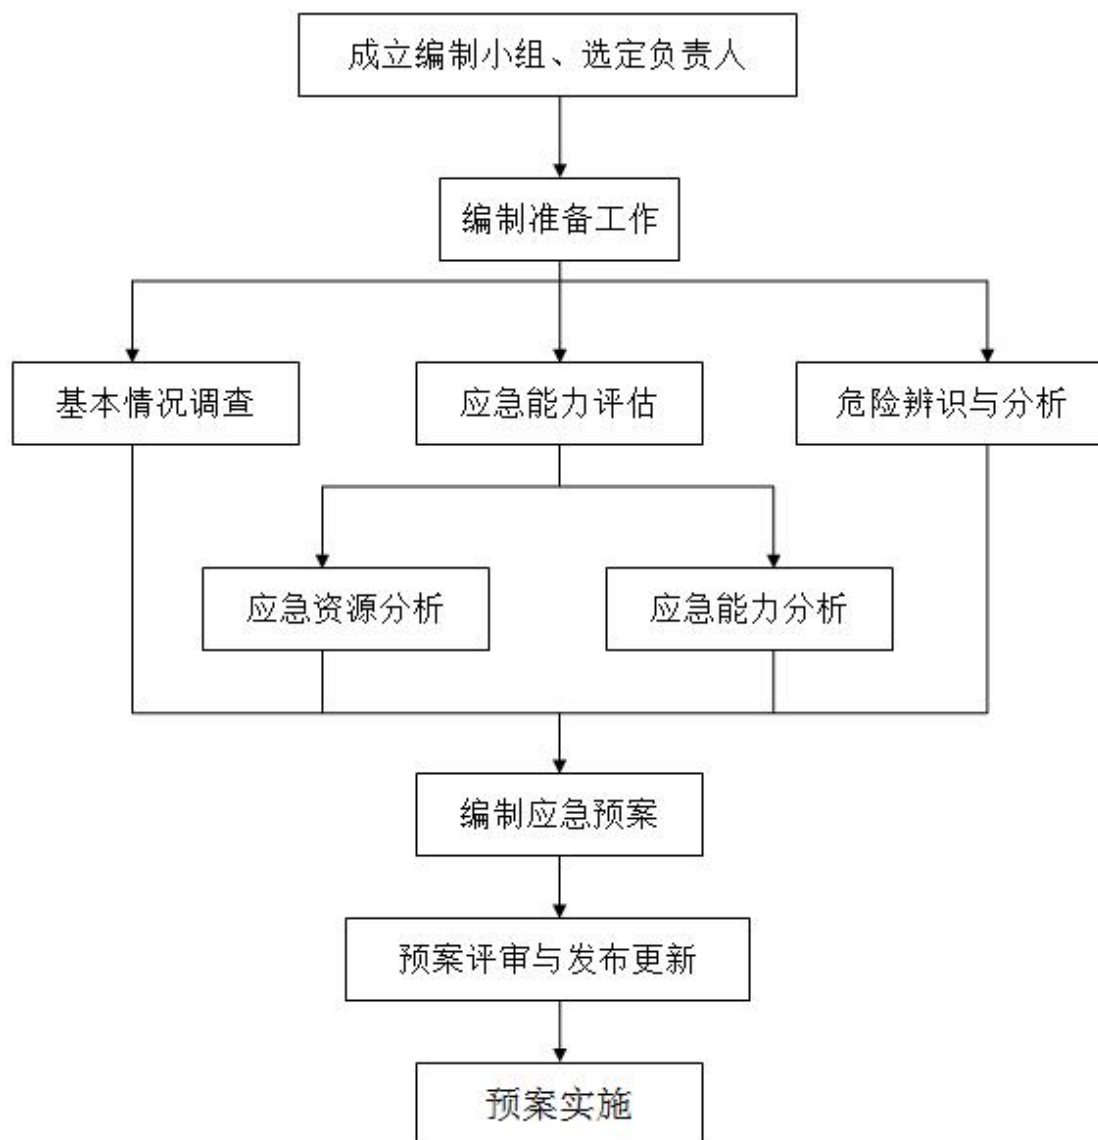 成立编制小组、选定负责人
编制准备工作
基本情况调查
应急能力评估
危险辨识与分析
应急资源分析
应急能力分析
编制应急预案
预案评审与发布更新
预案实施